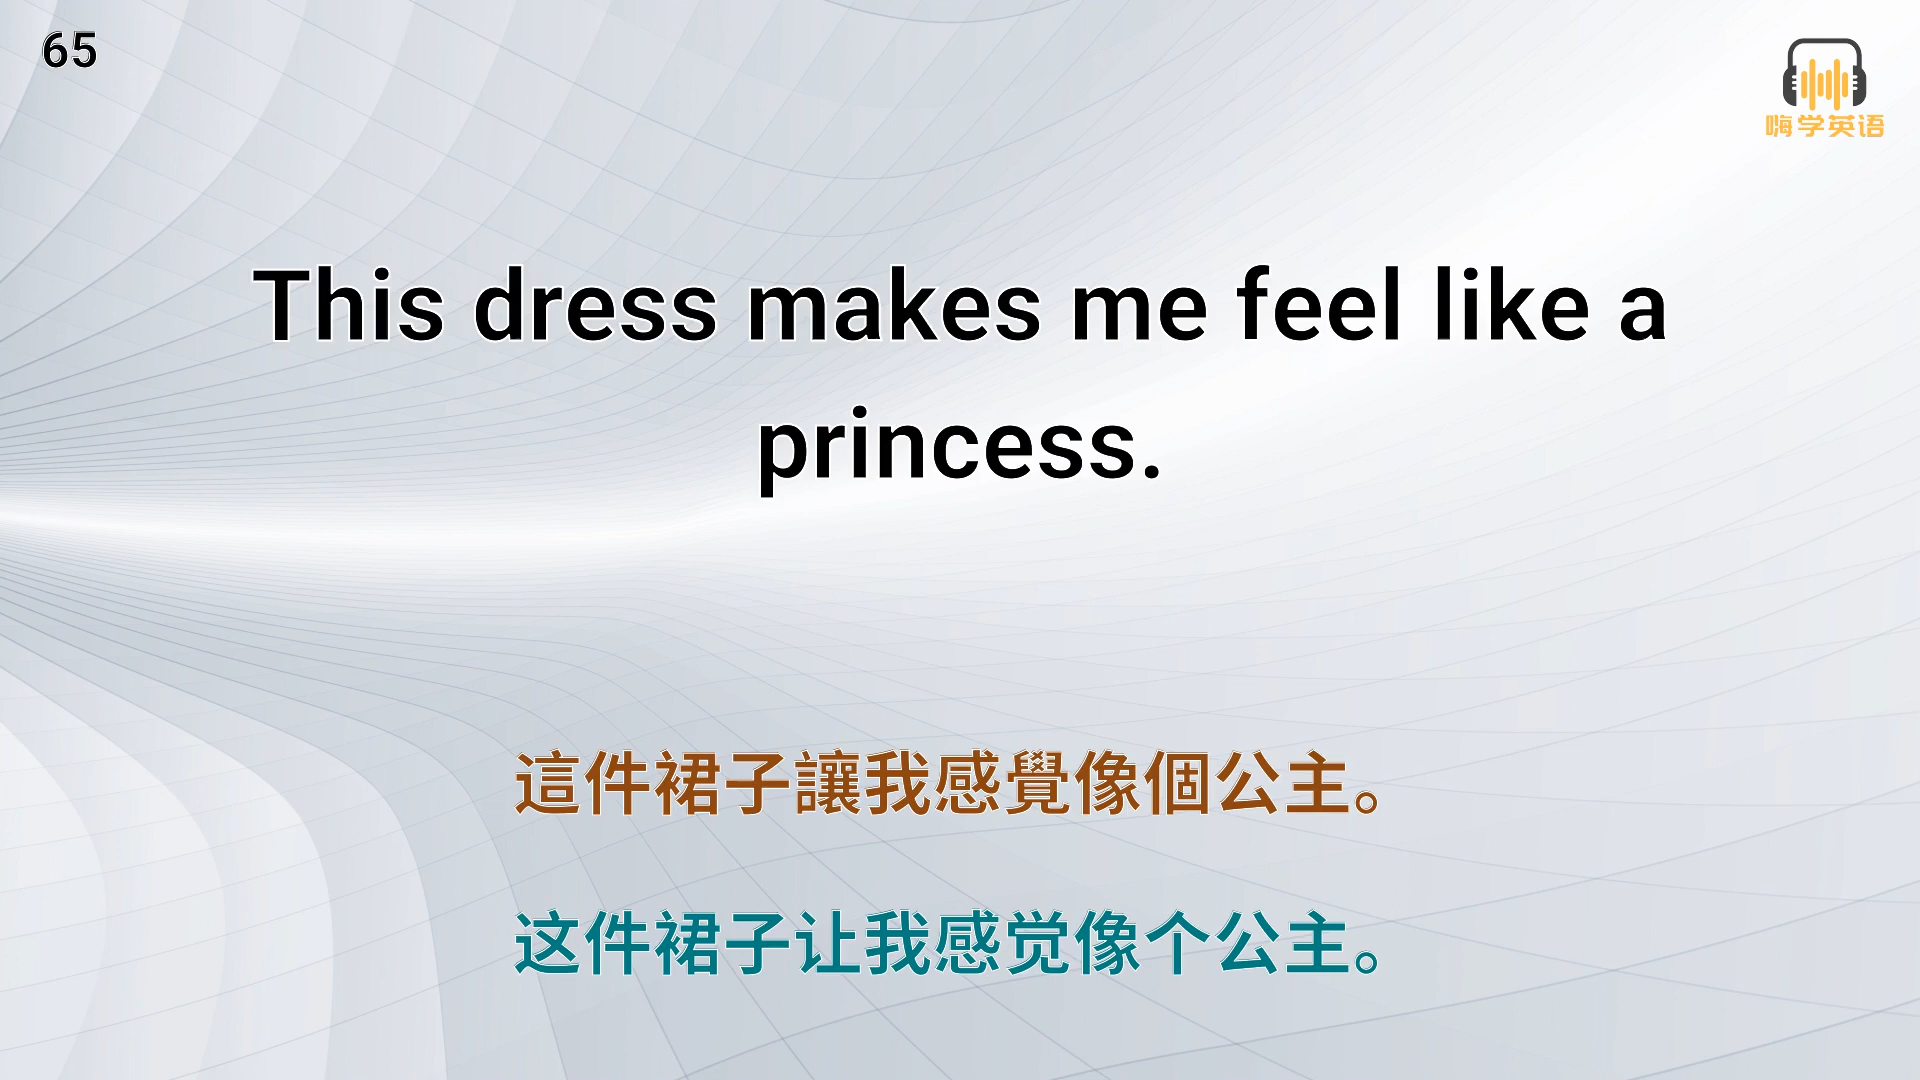 65
嗨学英语
This dress makes me feel like a
princess.
這件裙子讓我感覺像個公主。
这件裙子让我感觉像个公主。